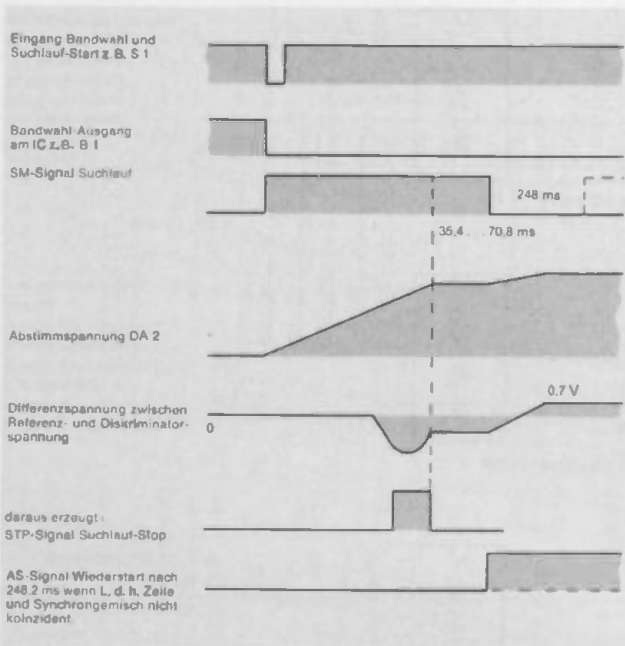 Eingang Bandwahl und
Suchlauf-Start z.B. S 1
Bandwahl-Ausgang
am IC z.B. B 1
SM-Signal Suchlauf
248 ms
35,4 . . . 70,8 ms
Abstimmspannung DA 2
0.7 V
Differenzspannung zwischen
Referenz- und Diskriminator-
spannung
0
daraus erzeugt:
STP-Signal Suchlauf-Stop
AS-Signal Wiederstart nach
248.2 ms wenn L, d. h. Zeile
und Synchrongemisch nicht
koinzident